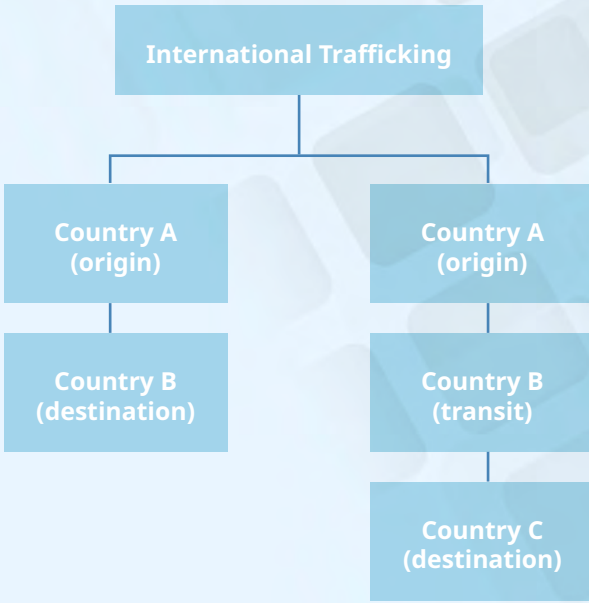 International Trafficking
Country A
(origin)
Country B
(destination)
Country A
(origin)
Country B
(transit)
Country C
(destination)